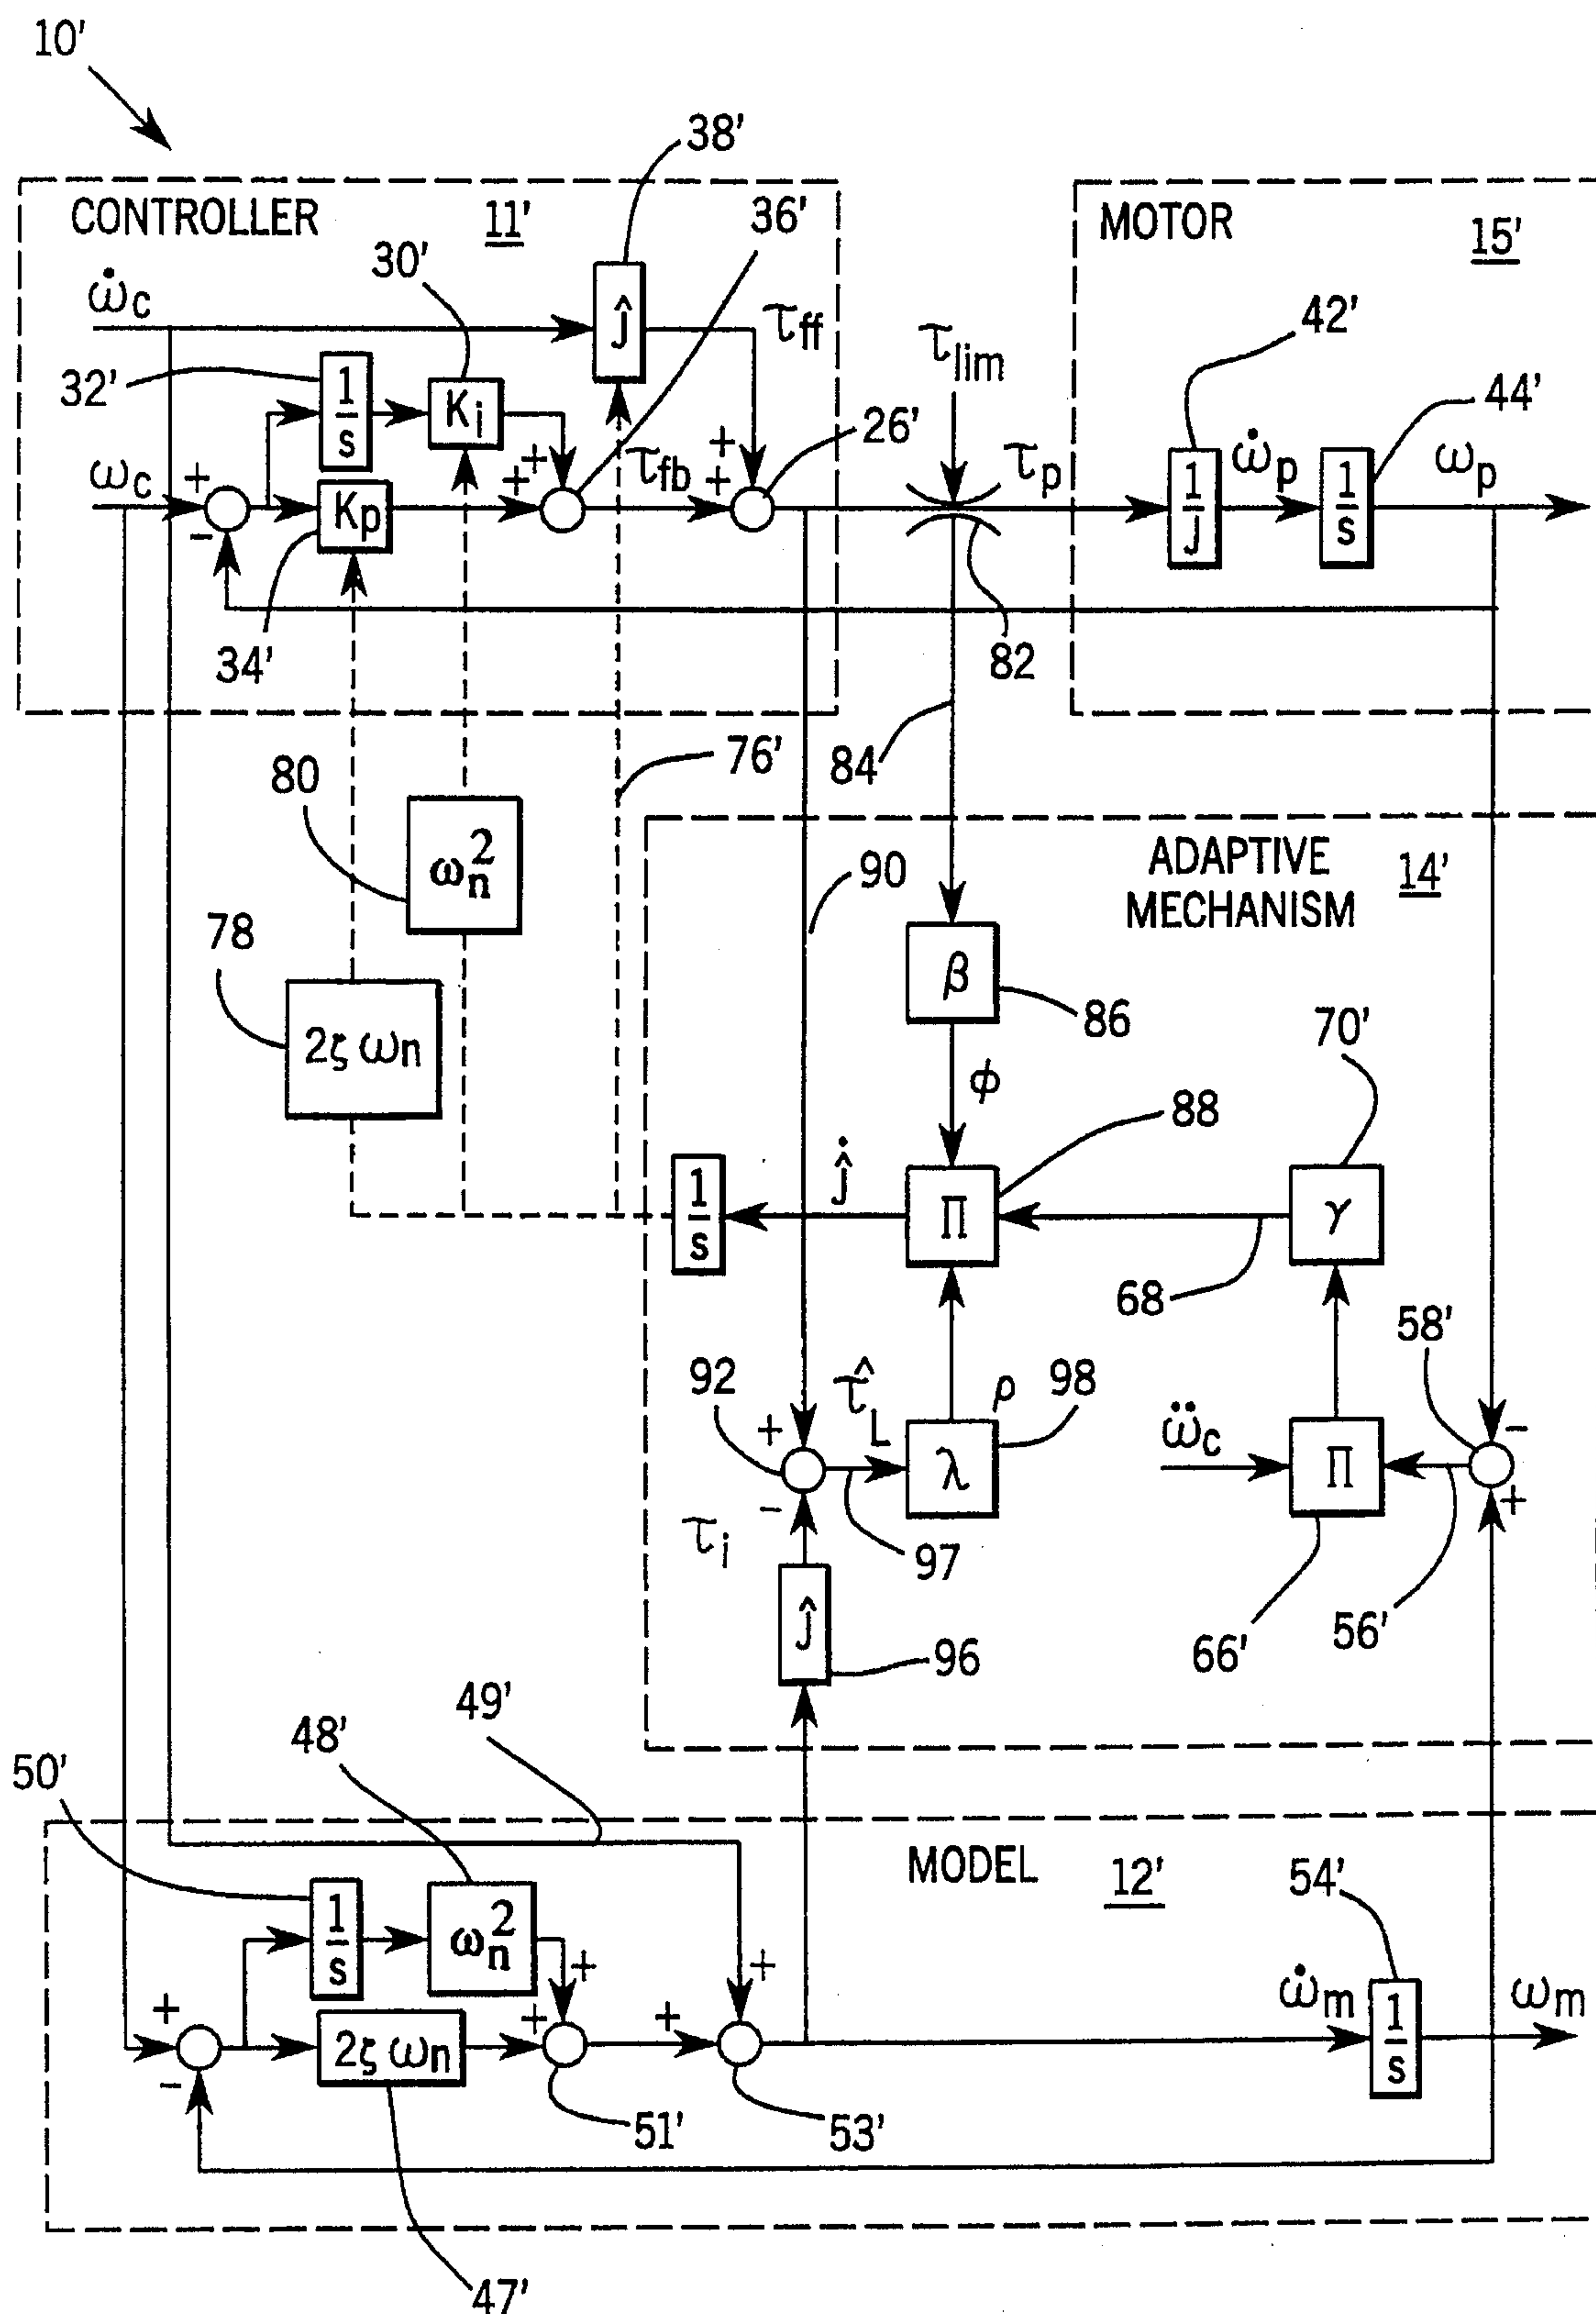 10'
38'
CONTROLLER 11' 36' MOTOR 15'
30'
ω̇c Ĵ τff τlim 42'
32' 1/s Ki 26' 44'
ωc + + + τfb + + τp 1/J ω̇p 1/s ωp
- Kp
34' 82
76' 84
80
ωn²
ADAPTIVE
MECHANISM 14'
90
78 β 86
2ζ ωn 70'
ϕ 88
1/s Ĵ̇ Π γ
68
58'
92 τ̂L ρ 98
+ λ ω̈c Π -
- +
τi 97
Ĵ 96 66' 56'
49'
48'
50'
MODEL 12' 54'
1/s ωn² + +
+ + + ω̇m 1/s ωm
- 2ζ ωn
51' 53'
47'